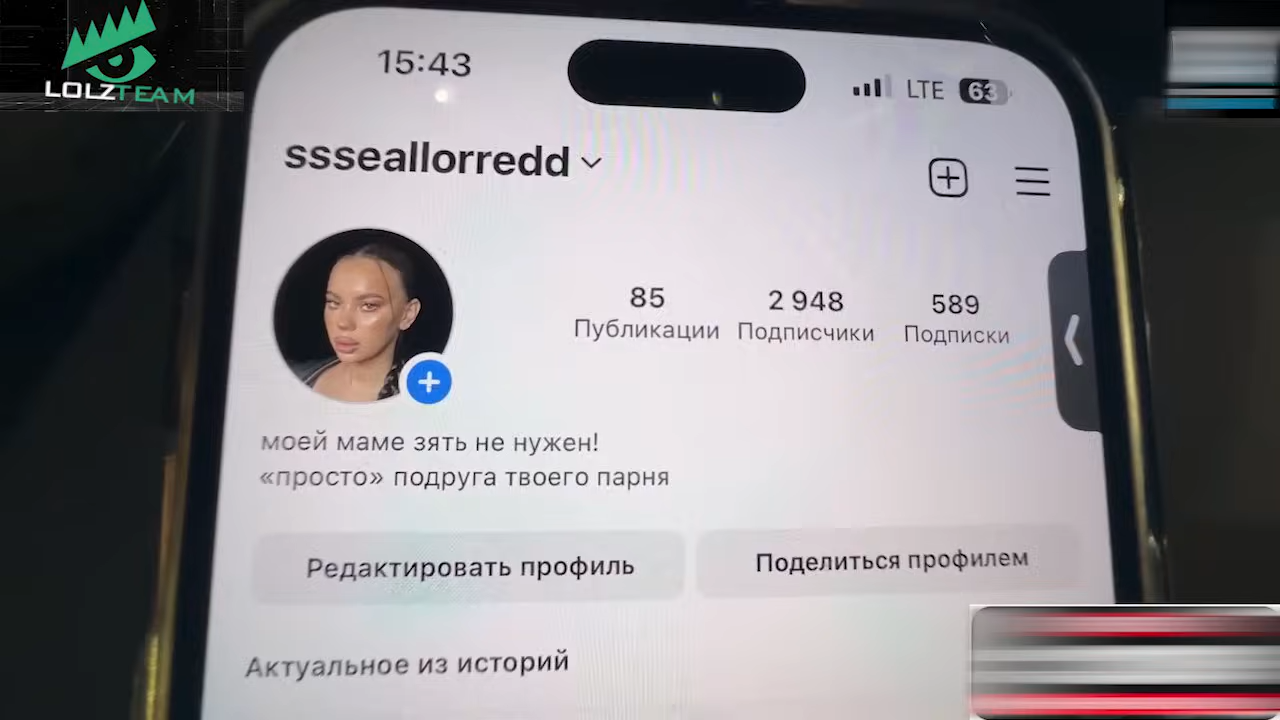 LOLZTEAM
15:43
LTE 63
ssseallorredd
85
2 948
589
Публикации
Подписчики
Подписки
моей маме зять не нужен!
«просто» подруга твоего парня
Редактировать профиль
Поделиться профилем
Актуальное из историй